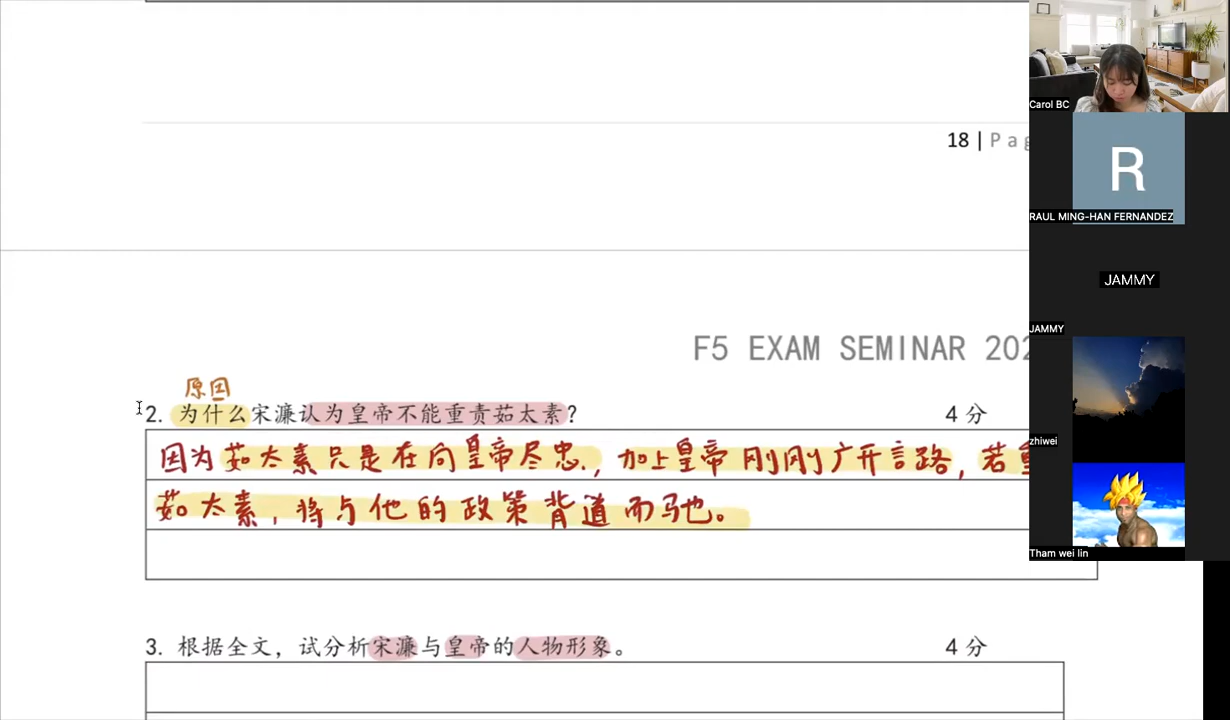 18 | Pag
F5 EXAM SEMINAR 202
原因
2. 为什么宋濂认为皇帝不能重责茹太素? 4 分
因为茹太素只是在向皇帝尽忠,加上皇帝刚刚广开言路,若重
茹太素,将与他的政策背道而驰。
3. 根据全文,试分析宋濂与皇帝的人物形象。 4 分
Carol BC
R
RAUL MING-HAN FERNANDEZ
JAMMY
JAMMY
zhiwei
Tham wei lin